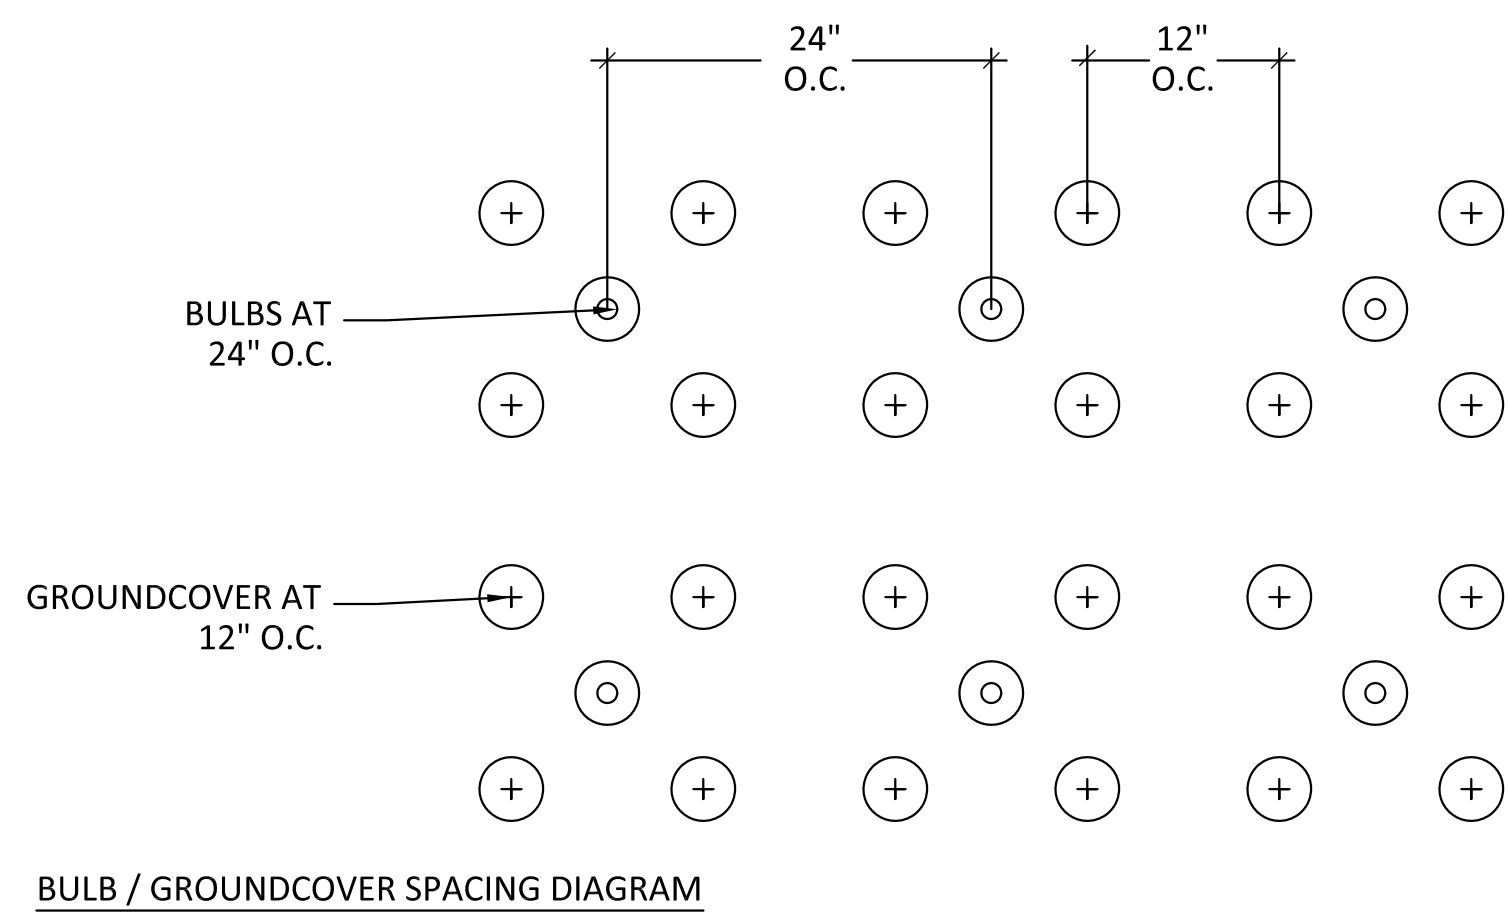 24"
O.C.
12"
O.C.
BULBS AT
24" O.C.
GROUNDCOVER AT
12" O.C.
BULB / GROUNDCOVER SPACING DIAGRAM